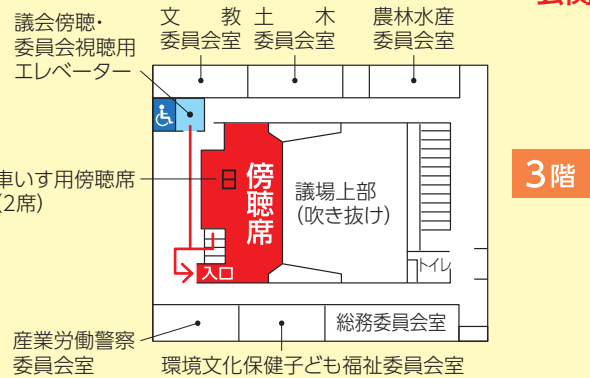 議会傍聴・
委員会視聴用
エレベーター
文教
委員会室
土木
委員会室
農林水産
委員会室
車いす用傍聴席
(2席)
傍聴席
議場上部
(吹き抜け)
3階
トイレ
入口
総務委員会室
産業労働警察
委員会室
環境文化保健子ども福祉委員会室